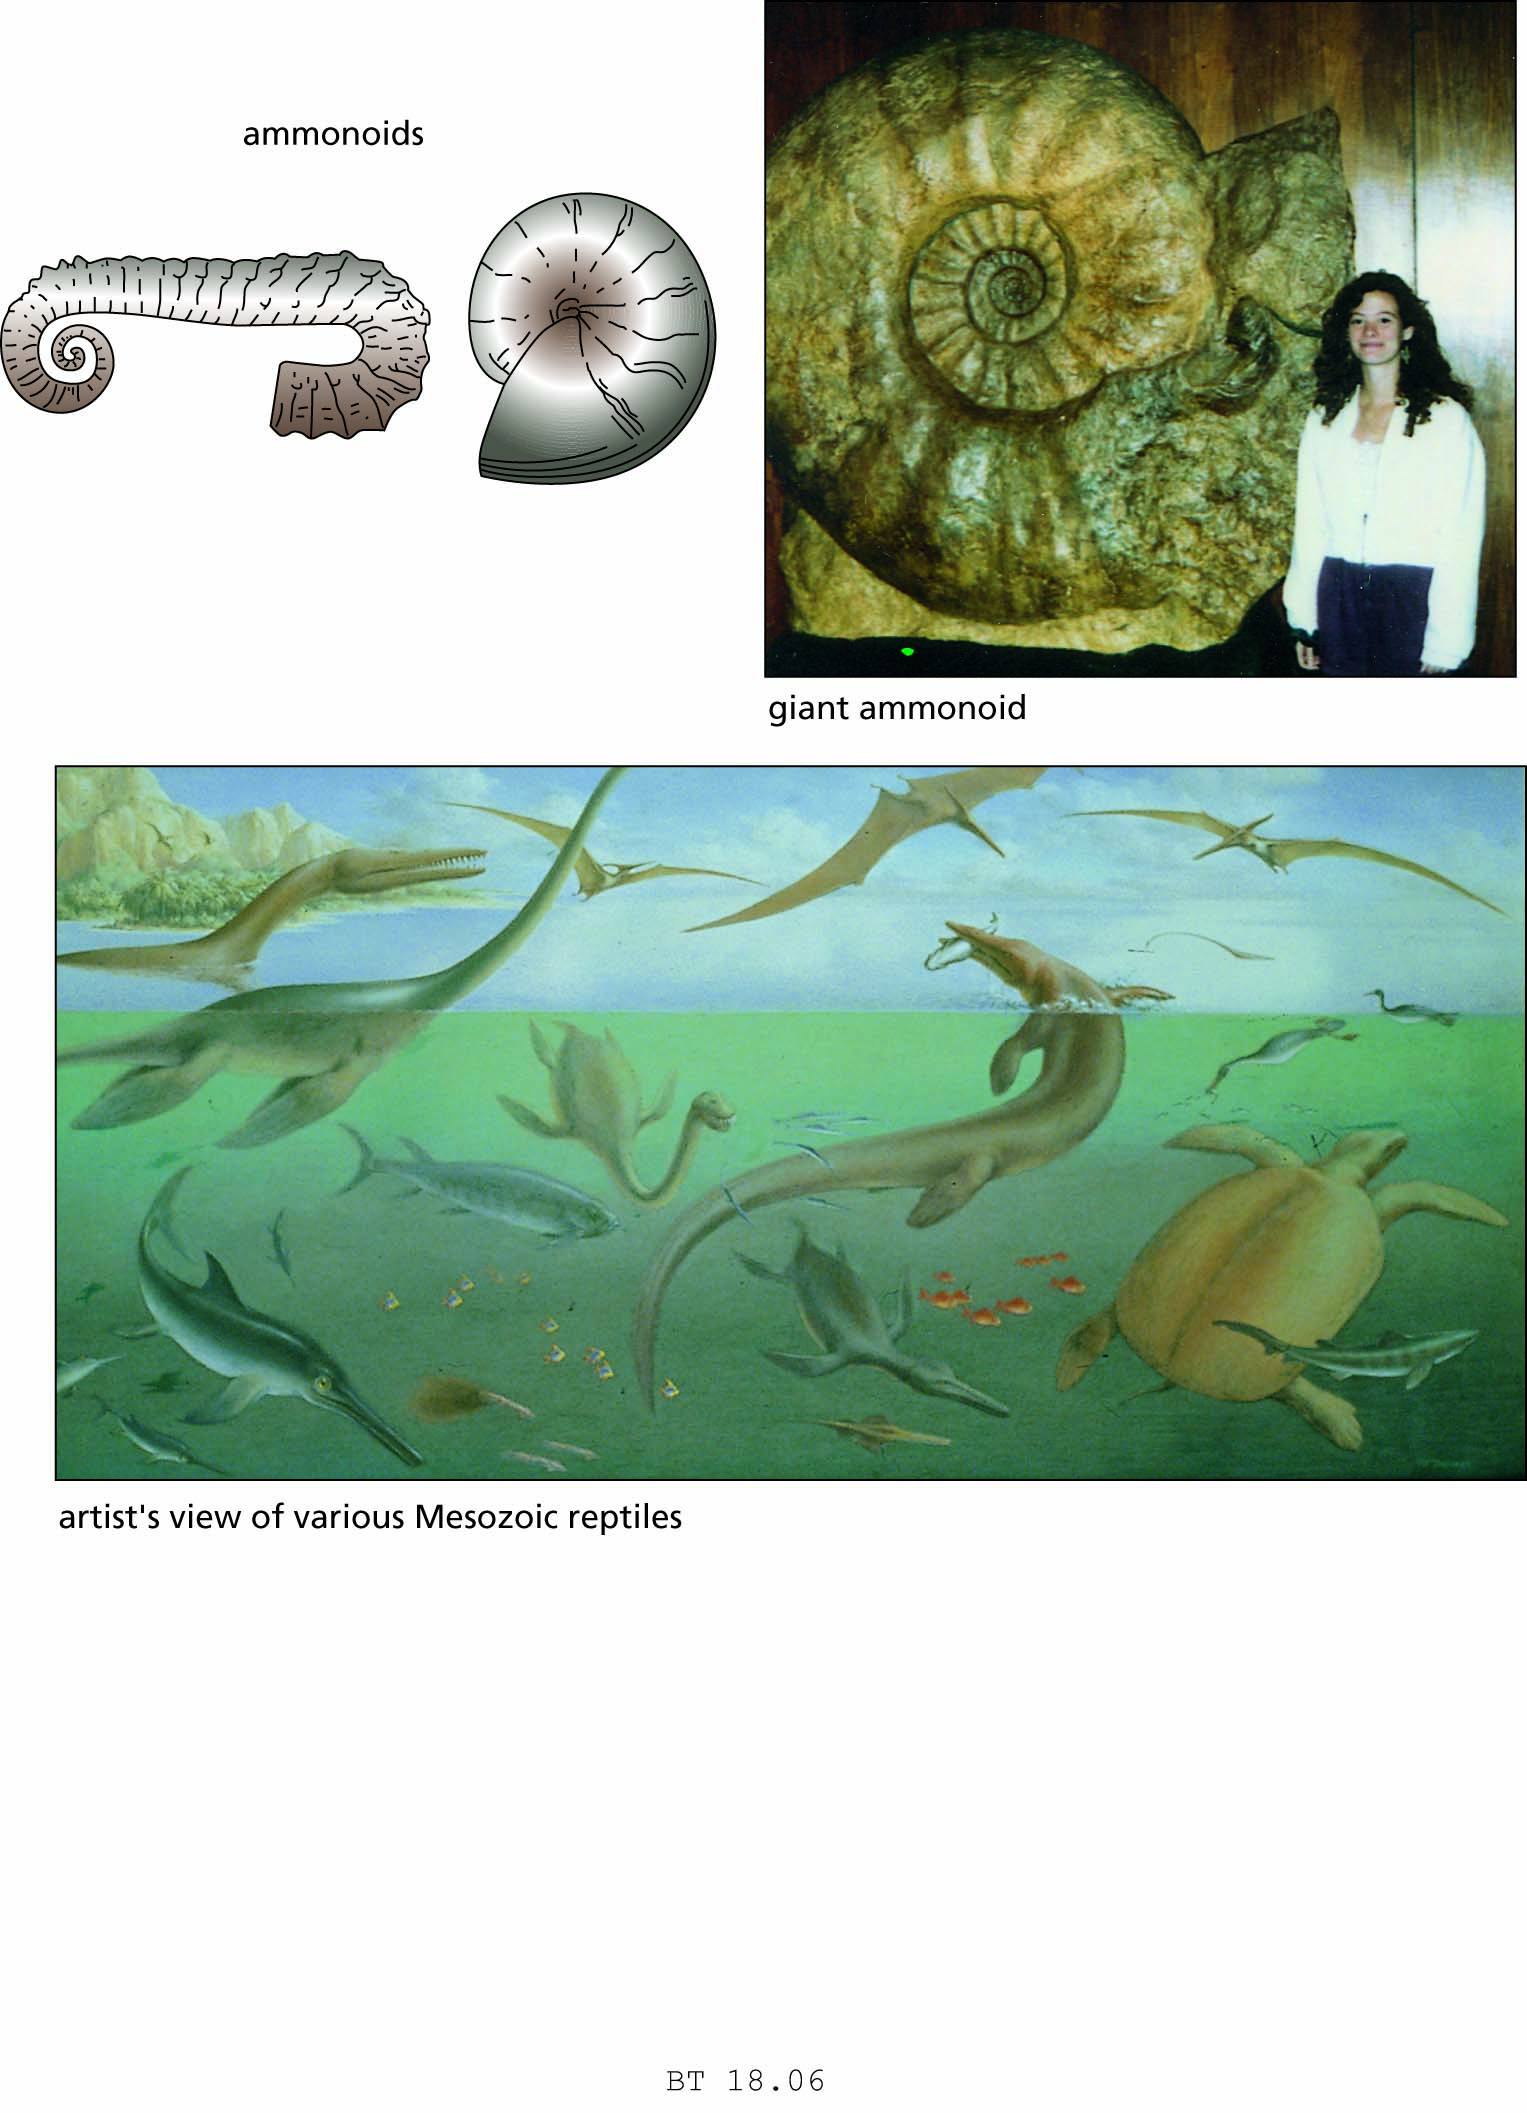 ammonoids
giant ammonoid
artist's view of various Mesozoic reptiles
BT 18.06